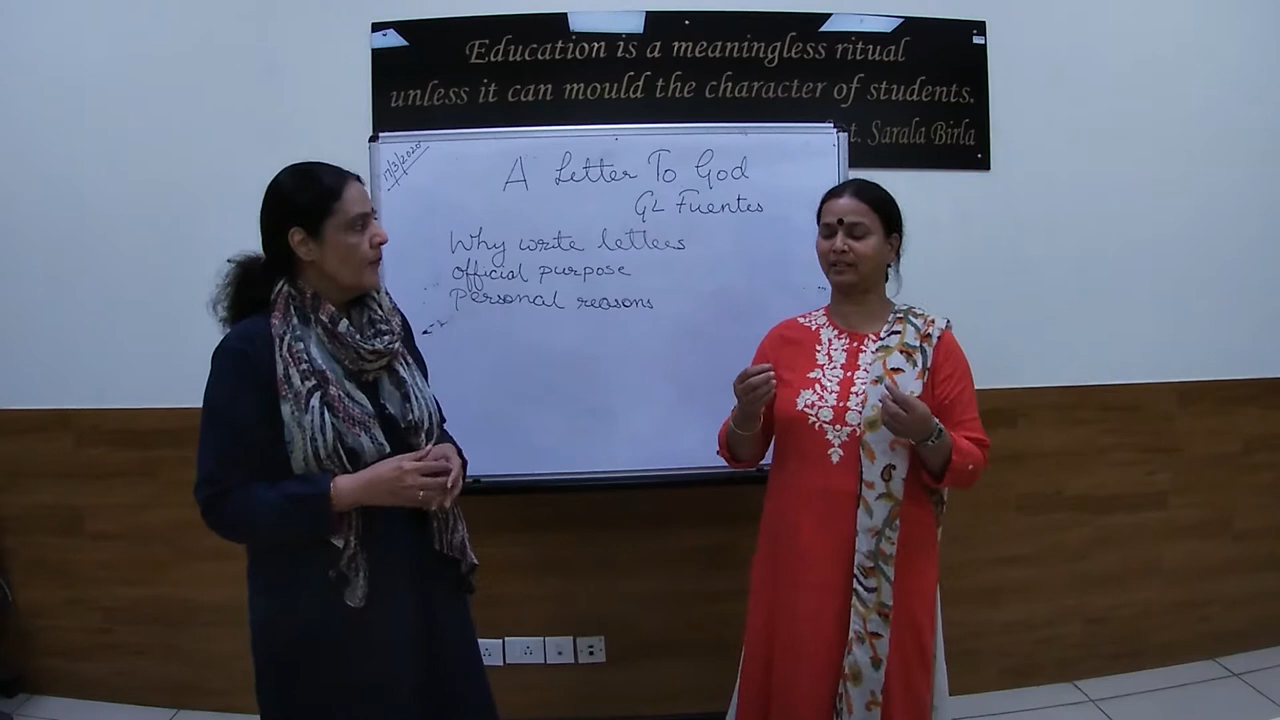 Education is a meaningless ritual
unless it can mould the character of students.
t. Sarala Birla
17/3/2020
A Letter To God
GL Fuentes
Why write letters
official purpose
Personal reasons